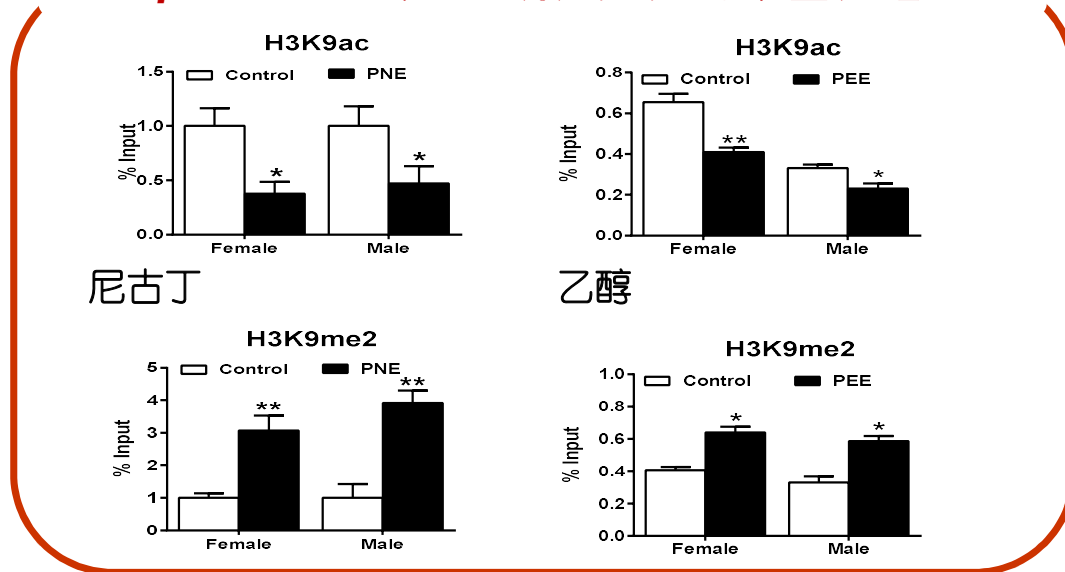 H3K9ac
% Input
1.5
1.0
0.5
0.0
Control PNE
*
*
Female Male
H3K9ac
% Input
0.8
0.6
0.4
0.2
0.0
Control PEE
**
*
Female Male
尼古丁
乙醇
H3K9me2
% Input
5
4
3
2
1
0
Control PNE
**
**
Female Male
H3K9me2
% Input
1.0
0.8
0.6
0.4
0.2
0.0
Control PEE
*
*
Female Male